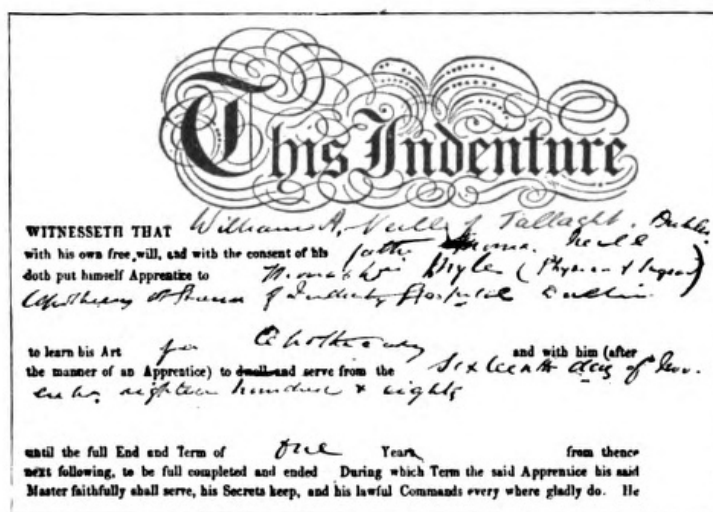 This Indenture
WITNESSETH THAT William A. Neill of Tallaght. Dublin
with his own free will, and with the consent of his father Thomas Neill
doth put himself Apprentice to (Physician & Surgeon)
Apothecary of House of Industry Hospital Dublin
to learn his Art for Apothecary and with him (after
the manner of an Apprentice) to dwell and serve from the Sixteenth day of Nov.
eighteen hundred & eighty
until the full End and Term of One Years from thence
next following, to be full completed and ended During which Term the said Apprentice his said
Master faithfully shall serve, his Secrets keep, and his lawful Commands every where gladly do. He